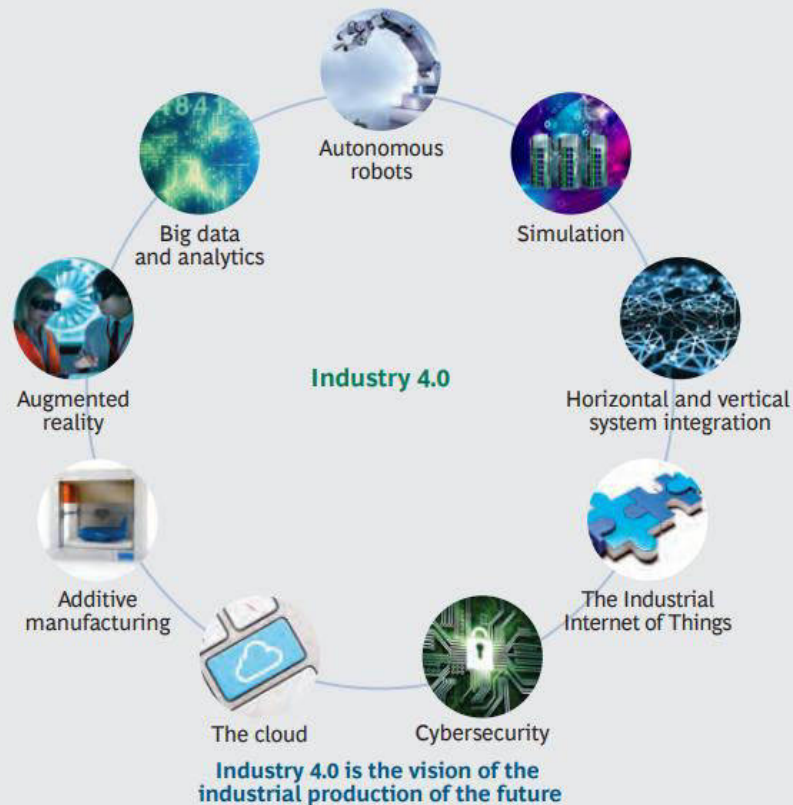 Autonomous
robots
Simulation
Horizontal and vertical
system integration
The Industrial
Internet of Things
Cybersecurity
The cloud
Additive
manufacturing
Augmented
reality
Big data
and analytics
Industry 4.0
Industry 4.0 is the vision of the
industrial production of the future